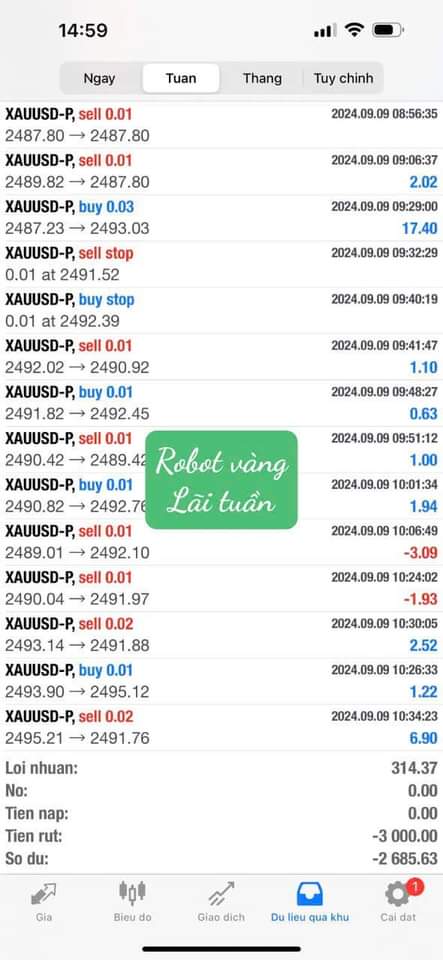 14:59
Ngay Tuan Thang Tuy chinh
XAUUSD-P, sell 0.01 2024.09.09 08:56:35
2487.80 → 2487.80
XAUUSD-P, sell 0.01 2024.09.09 09:06:37
2489.82 → 2487.80 2.02
XAUUSD-P, buy 0.03 2024.09.09 09:29:00
2487.23 → 2493.03 17.40
XAUUSD-P, sell stop 2024.09.09 09:32:29
0.01 at 2491.52
XAUUSD-P, buy stop 2024.09.09 09:40:19
0.01 at 2492.39
XAUUSD-P, sell 0.01 2024.09.09 09:41:47
2492.02 → 2490.92 1.10
XAUUSD-P, buy 0.01 2024.09.09 09:48:27
2491.82 → 2492.45 0.63
XAUUSD-P, sell 0.01 2024.09.09 09:51:12
2490.42 → 2489.42 1.00
XAUUSD-P, buy 0.01 2024.09.09 10:01:34
2490.82 → 2492.76 1.94
Robot vàng
Lãi tuần
XAUUSD-P, sell 0.01 2024.09.09 10:06:49
2489.01 → 2492.10 -3.09
XAUUSD-P, sell 0.01 2024.09.09 10:24:02
2490.04 → 2491.97 -1.93
XAUUSD-P, sell 0.02 2024.09.09 10:30:05
2493.14 → 2491.88 2.52
XAUUSD-P, buy 0.01 2024.09.09 10:26:33
2493.90 → 2495.12 1.22
XAUUSD-P, sell 0.02 2024.09.09 10:34:23
2495.21 → 2491.76 6.90
Loi nhuan: 314.37
No: 0.00
Tien nap: 0.00
Tien rut: -3 000.00
So du: -2 685.63
1
Gia Bieu do Giao dich Du lieu qua khu Cai dat